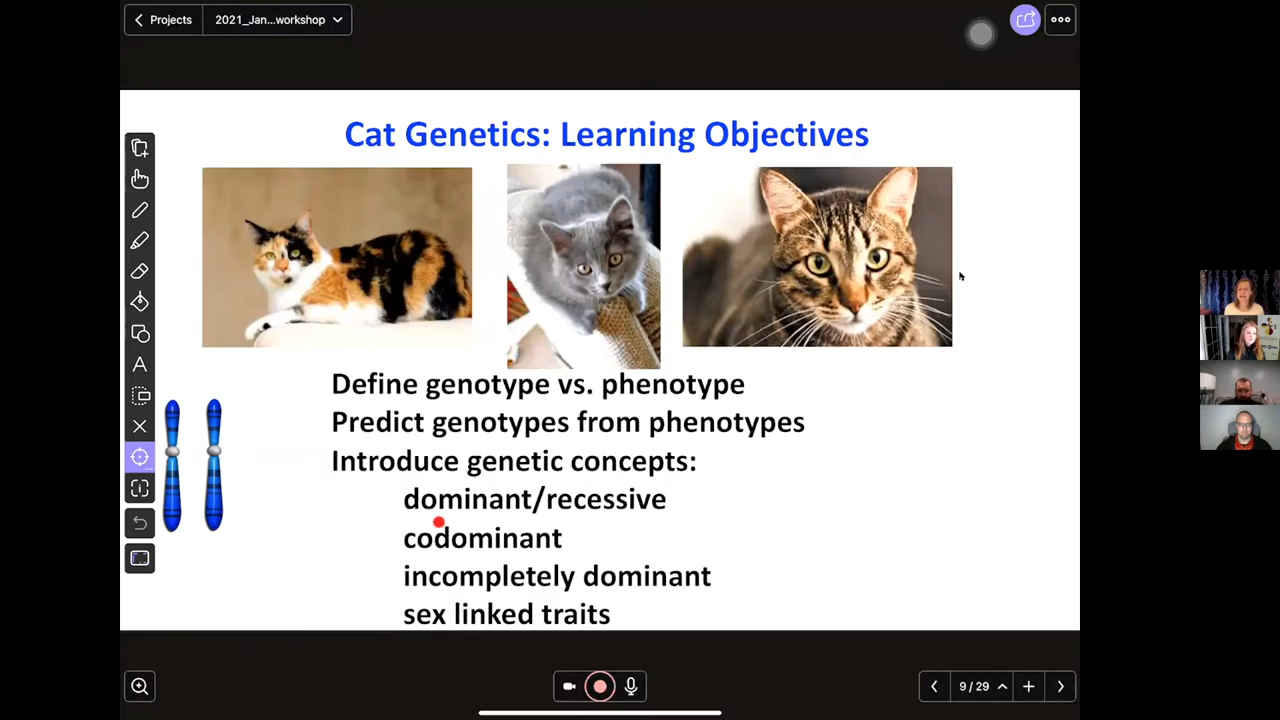 Projects
2021_Jan...workshop
Cat Genetics: Learning Objectives
Define genotype vs. phenotype
Predict genotypes from phenotypes
Introduce genetic concepts:
dominant/recessive
codominant
incompletely dominant
sex linked traits
A
9 / 29